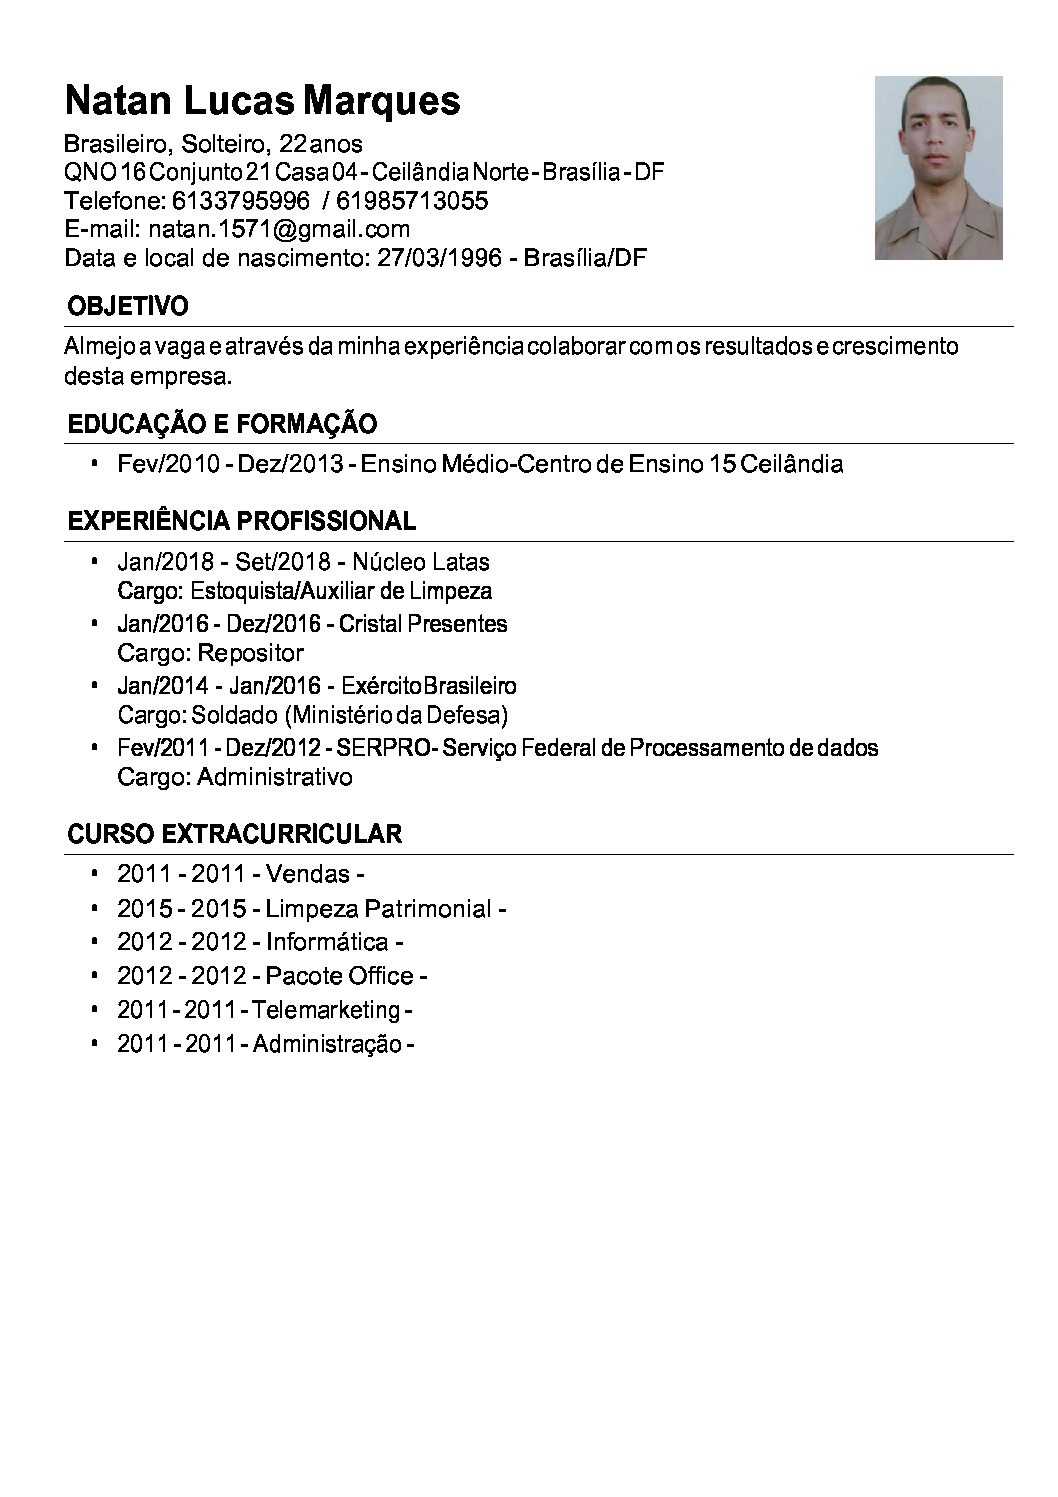 Natan Lucas Marques
Brasileiro, Solteiro, 22 anos
QNO 16 Conjunto 21 Casa 04 - Ceilândia Norte - Brasília - DF
Telefone: 6133795996 / 61985713055
E-mail: natan.1571@gmail.com
Data e local de nascimento: 27/03/1996 - Brasília/DF
OBJETIVO
Almejo a vaga e através da minha experiência colaborar com os resultados e crescimento
desta empresa.
EDUCAÇÃO E FORMAÇÃO
• Fev/2010 - Dez/2013 - Ensino Médio-Centro de Ensino 15 Ceilândia
EXPERIÊNCIA PROFISSIONAL
• Jan/2018 - Set/2018 - Núcleo Latas
Cargo: Estoquista/Auxiliar de Limpeza
• Jan/2016 - Dez/2016 - Cristal Presentes
Cargo: Repositor
• Jan/2014 - Jan/2016 - Exército Brasileiro
Cargo: Soldado (Ministério da Defesa)
• Fev/2011 - Dez/2012 - SERPRO- Serviço Federal de Processamento de dados
Cargo: Administrativo
CURSO EXTRACURRICULAR
• 2011 - 2011 - Vendas -
• 2015 - 2015 - Limpeza Patrimonial -
• 2012 - 2012 - Informática -
• 2012 - 2012 - Pacote Office -
• 2011 - 2011 - Telemarketing -
• 2011 - 2011 - Administração -